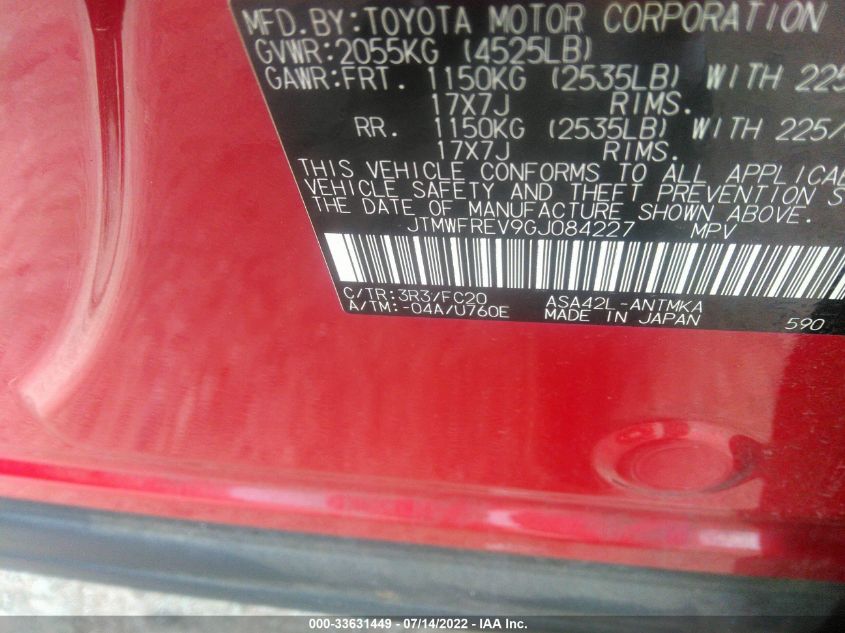 MFD. BY: TOYOTA MOTOR CORPORATION
GVWR: 2055KG (4525LB)
GAWR: FRT. 1150KG (2535LB) WITH 225
17X7J RIMS.
RR. 1150KG (2535LB) WITH 225/
17X7J RIMS.
THIS VEHICLE CONFORMS TO ALL
VEHICLE SAFETY AND THEFT PREVENTION
THE DATE OF MANUFACTURE SHOWN ABOVE.
JTMWFREV9GJ084227 MPV
C/TR: 3R3/FC20 ASA42L-ANTMKA
A/TM: -04A/U760E MADE IN JAPAN 590
000-33631449 - 07/14/2022 - IAA Inc.